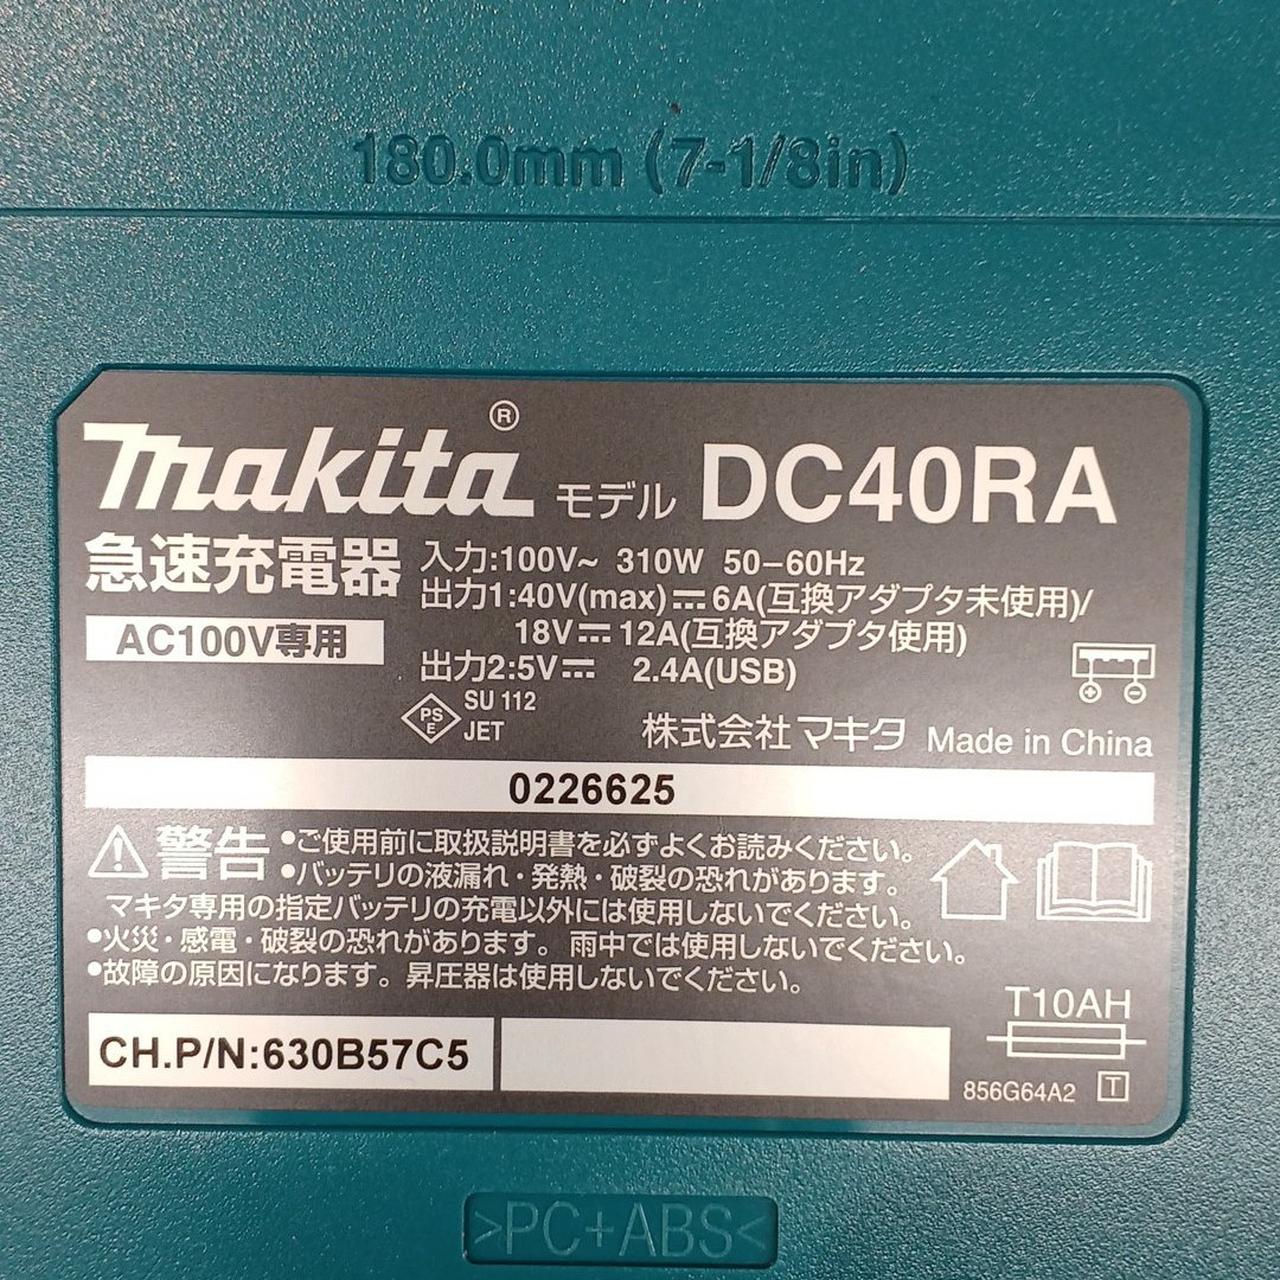 180.0mm (7-1/8in)
makita® モデル DC40RA
急速充電器
AC100V専用
入力:100V~ 310W 50-60Hz
出力1:40V(max)⎓6A(互換アダプタ未使用)/
18V⎓12A(互換アダプタ使用)
出力2:5V⎓ 2.4A(USB)
PSE
SU 112
JET
株式会社マキタ Made in China
0226625
警告 •ご使用前に取扱説明書を必ずよくお読みください。
•バッテリの液漏れ・発熱・破裂の恐れがあります。
マキタ専用の指定バッテリの充電以外には使用しないでください。
•火災・感電・破裂の恐れがあります。雨中では使用しないでください。
•故障の原因になります。昇圧器は使用しないでください。
T10AH
CH.P/N:630B57C5
856G64A2 T
>PC+ABS<